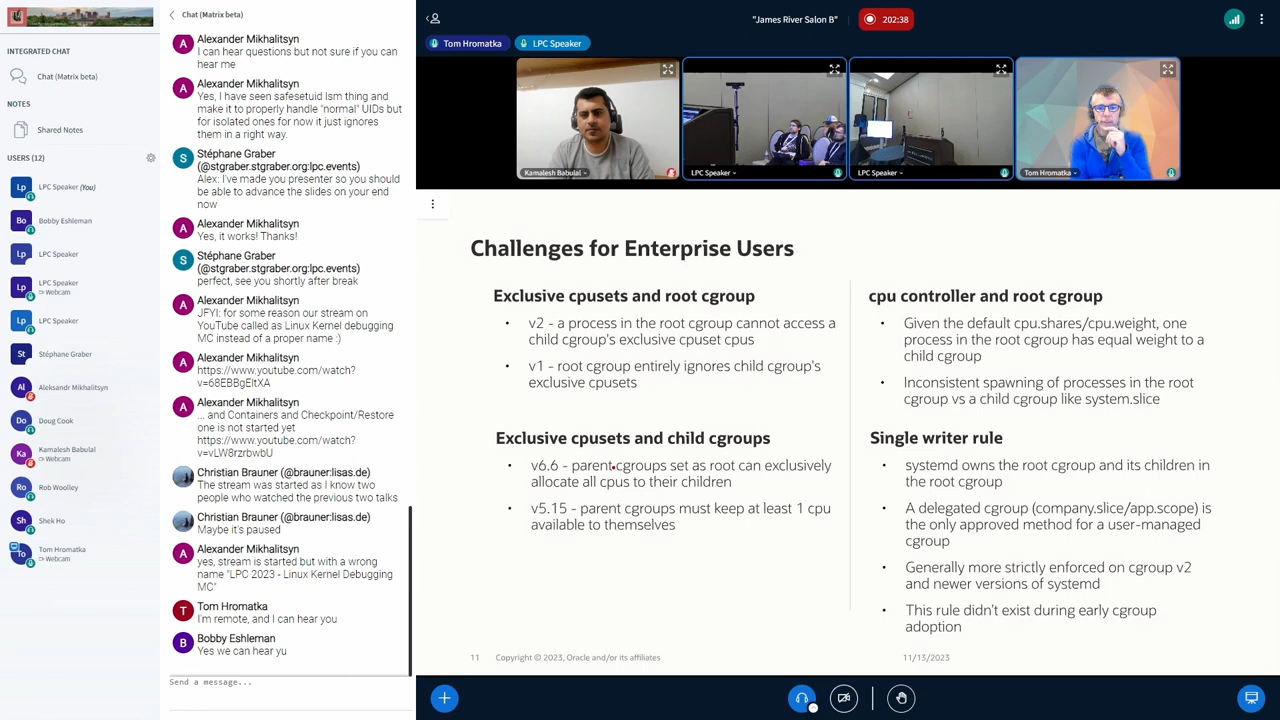 INTEGRATED CHAT
Chat (Matrix beta)
NOTES
Shared Notes
USERS (12)
Lp LPC Speaker (You)
Bo Bobby Eshleman
Lp LPC Speaker
Lp LPC Speaker
Webcam
Lp LPC Speaker
St Stéphane Graber
Al Aleksandr Mikhalitsyn
Do Doug Cook
Ka Kamalesh Babulal
Webcam
Ro Rob Woolley
Sh Shek Ho
To Tom Hromatka
Webcam
Chat (Matrix beta)
A Alexander Mikhalitsyn
I can hear questions but not sure if you can
hear me
A Alexander Mikhalitsyn
Yes, I have seen safesetuid lsm thing and
make it to properly handle "normal" UIDs but
for isolated ones for now it just ignores
them in a right way.
S Stéphane Graber
(@stgraber.stgraber.org:lpc.events)
Alex: I've made you presenter so you should
be able to advance the slides on your end
now
A Alexander Mikhalitsyn
Yes, it works! Thanks!
S Stéphane Graber
(@stgraber.stgraber.org:lpc.events)
perfect, see you shortly after break
A Alexander Mikhalitsyn
JFYI: for some reason our stream on
YouTube called as Linux Kernel debugging
MC instead of a proper name :)
A Alexander Mikhalitsyn
https://www.youtube.com/watch?
v=68EBBgEltXA
A Alexander Mikhalitsyn
... and Containers and Checkpoint/Restore
one is not started yet
https://www.youtube.com/watch?
v=vLW8rzrbwbU
Christian Brauner (@brauner:lisas.de)
The stream was started as I know two
people who watched the previous two talks
Christian Brauner (@brauner:lisas.de)
Maybe it's paused
A Alexander Mikhalitsyn
yes, stream is started but with a wrong
name "LPC 2023 - Linux Kernel Debugging
MC"
T Tom Hromatka
I'm remote, and I can hear you
B Bobby Eshleman
Yes we can hear yu
Send a message...
"James River Salon B"
202:38
Tom Hromatka
LPC Speaker
Kamalesh Babulal
LPC Speaker
LPC Speaker
Tom Hromatka
Challenges for Enterprise Users
Exclusive cpusets and root cgroup
• v2 - a process in the root cgroup cannot access a
child cgroup's exclusive cpuset cpus
• v1 - root cgroup entirely ignores child cgroup's
exclusive cpusets
Exclusive cpusets and child cgroups
• v6.6 - parent cgroups set as root can exclusively
allocate all cpus to their children
• v5.15 - parent cgroups must keep at least 1 cpu
available to themselves
cpu controller and root cgroup
• Given the default cpu.shares/cpu.weight, one
process in the root cgroup has equal weight to a
child cgroup
• Inconsistent spawning of processes in the root
cgroup vs a child cgroup like system.slice
Single writer rule
• systemd owns the root cgroup and its children in
the root cgroup
• A delegated cgroup (company.slice/app.scope) is
the only approved method for a user-managed
cgroup
• Generally more strictly enforced on cgroup v2
and newer versions of systemd
• This rule didn't exist during early cgroup
adoption
11 Copyright © 2023, Oracle and/or its affiliates
11/13/2023